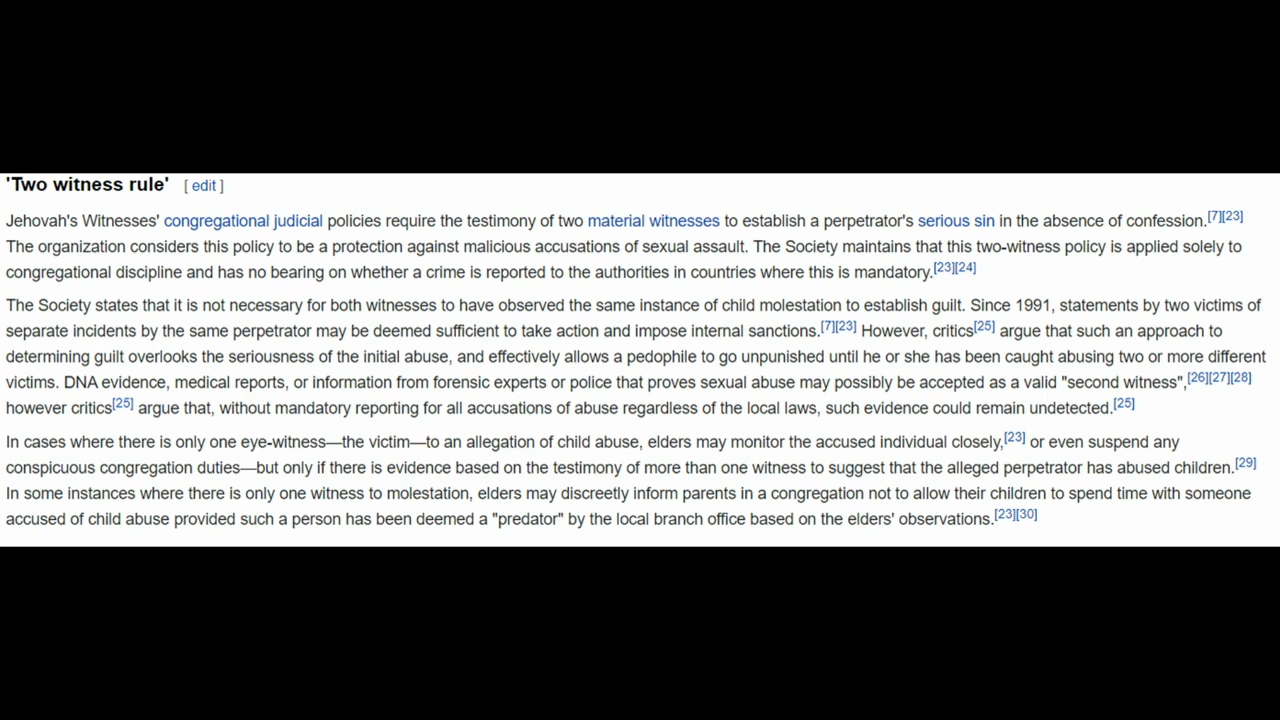 'Two witness rule' [ edit ]
Jehovah's Witnesses' congregational judicial policies require the testimony of two material witnesses to establish a perpetrator's serious sin in the absence of confession.[7][23]
The organization considers this policy to be a protection against malicious accusations of sexual assault. The Society maintains that this two-witness policy is applied solely to
congregational discipline and has no bearing on whether a crime is reported to the authorities in countries where this is mandatory.[23][24]
The Society states that it is not necessary for both witnesses to have observed the same instance of child molestation to establish guilt. Since 1991, statements by two victims of
separate incidents by the same perpetrator may be deemed sufficient to take action and impose internal sanctions.[7][23] However, critics[25] argue that such an approach to
determining guilt overlooks the seriousness of the initial abuse, and effectively allows a pedophile to go unpunished until he or she has been caught abusing two or more different
victims. DNA evidence, medical reports, or information from forensic experts or police that proves sexual abuse may possibly be accepted as a valid "second witness",[26][27][28]
however critics[25] argue that, without mandatory reporting for all accusations of abuse regardless of the local laws, such evidence could remain undetected.[25]
In cases where there is only one eye-witness—the victim—to an allegation of child abuse, elders may monitor the accused individual closely,[23] or even suspend any
conspicuous congregation duties—but only if there is evidence based on the testimony of more than one witness to suggest that the alleged perpetrator has abused children.[29]
In some instances where there is only one witness to molestation, elders may discreetly inform parents in a congregation not to allow their children to spend time with someone
accused of child abuse provided such a person has been deemed a "predator" by the local branch office based on the elders' observations.[23][30]